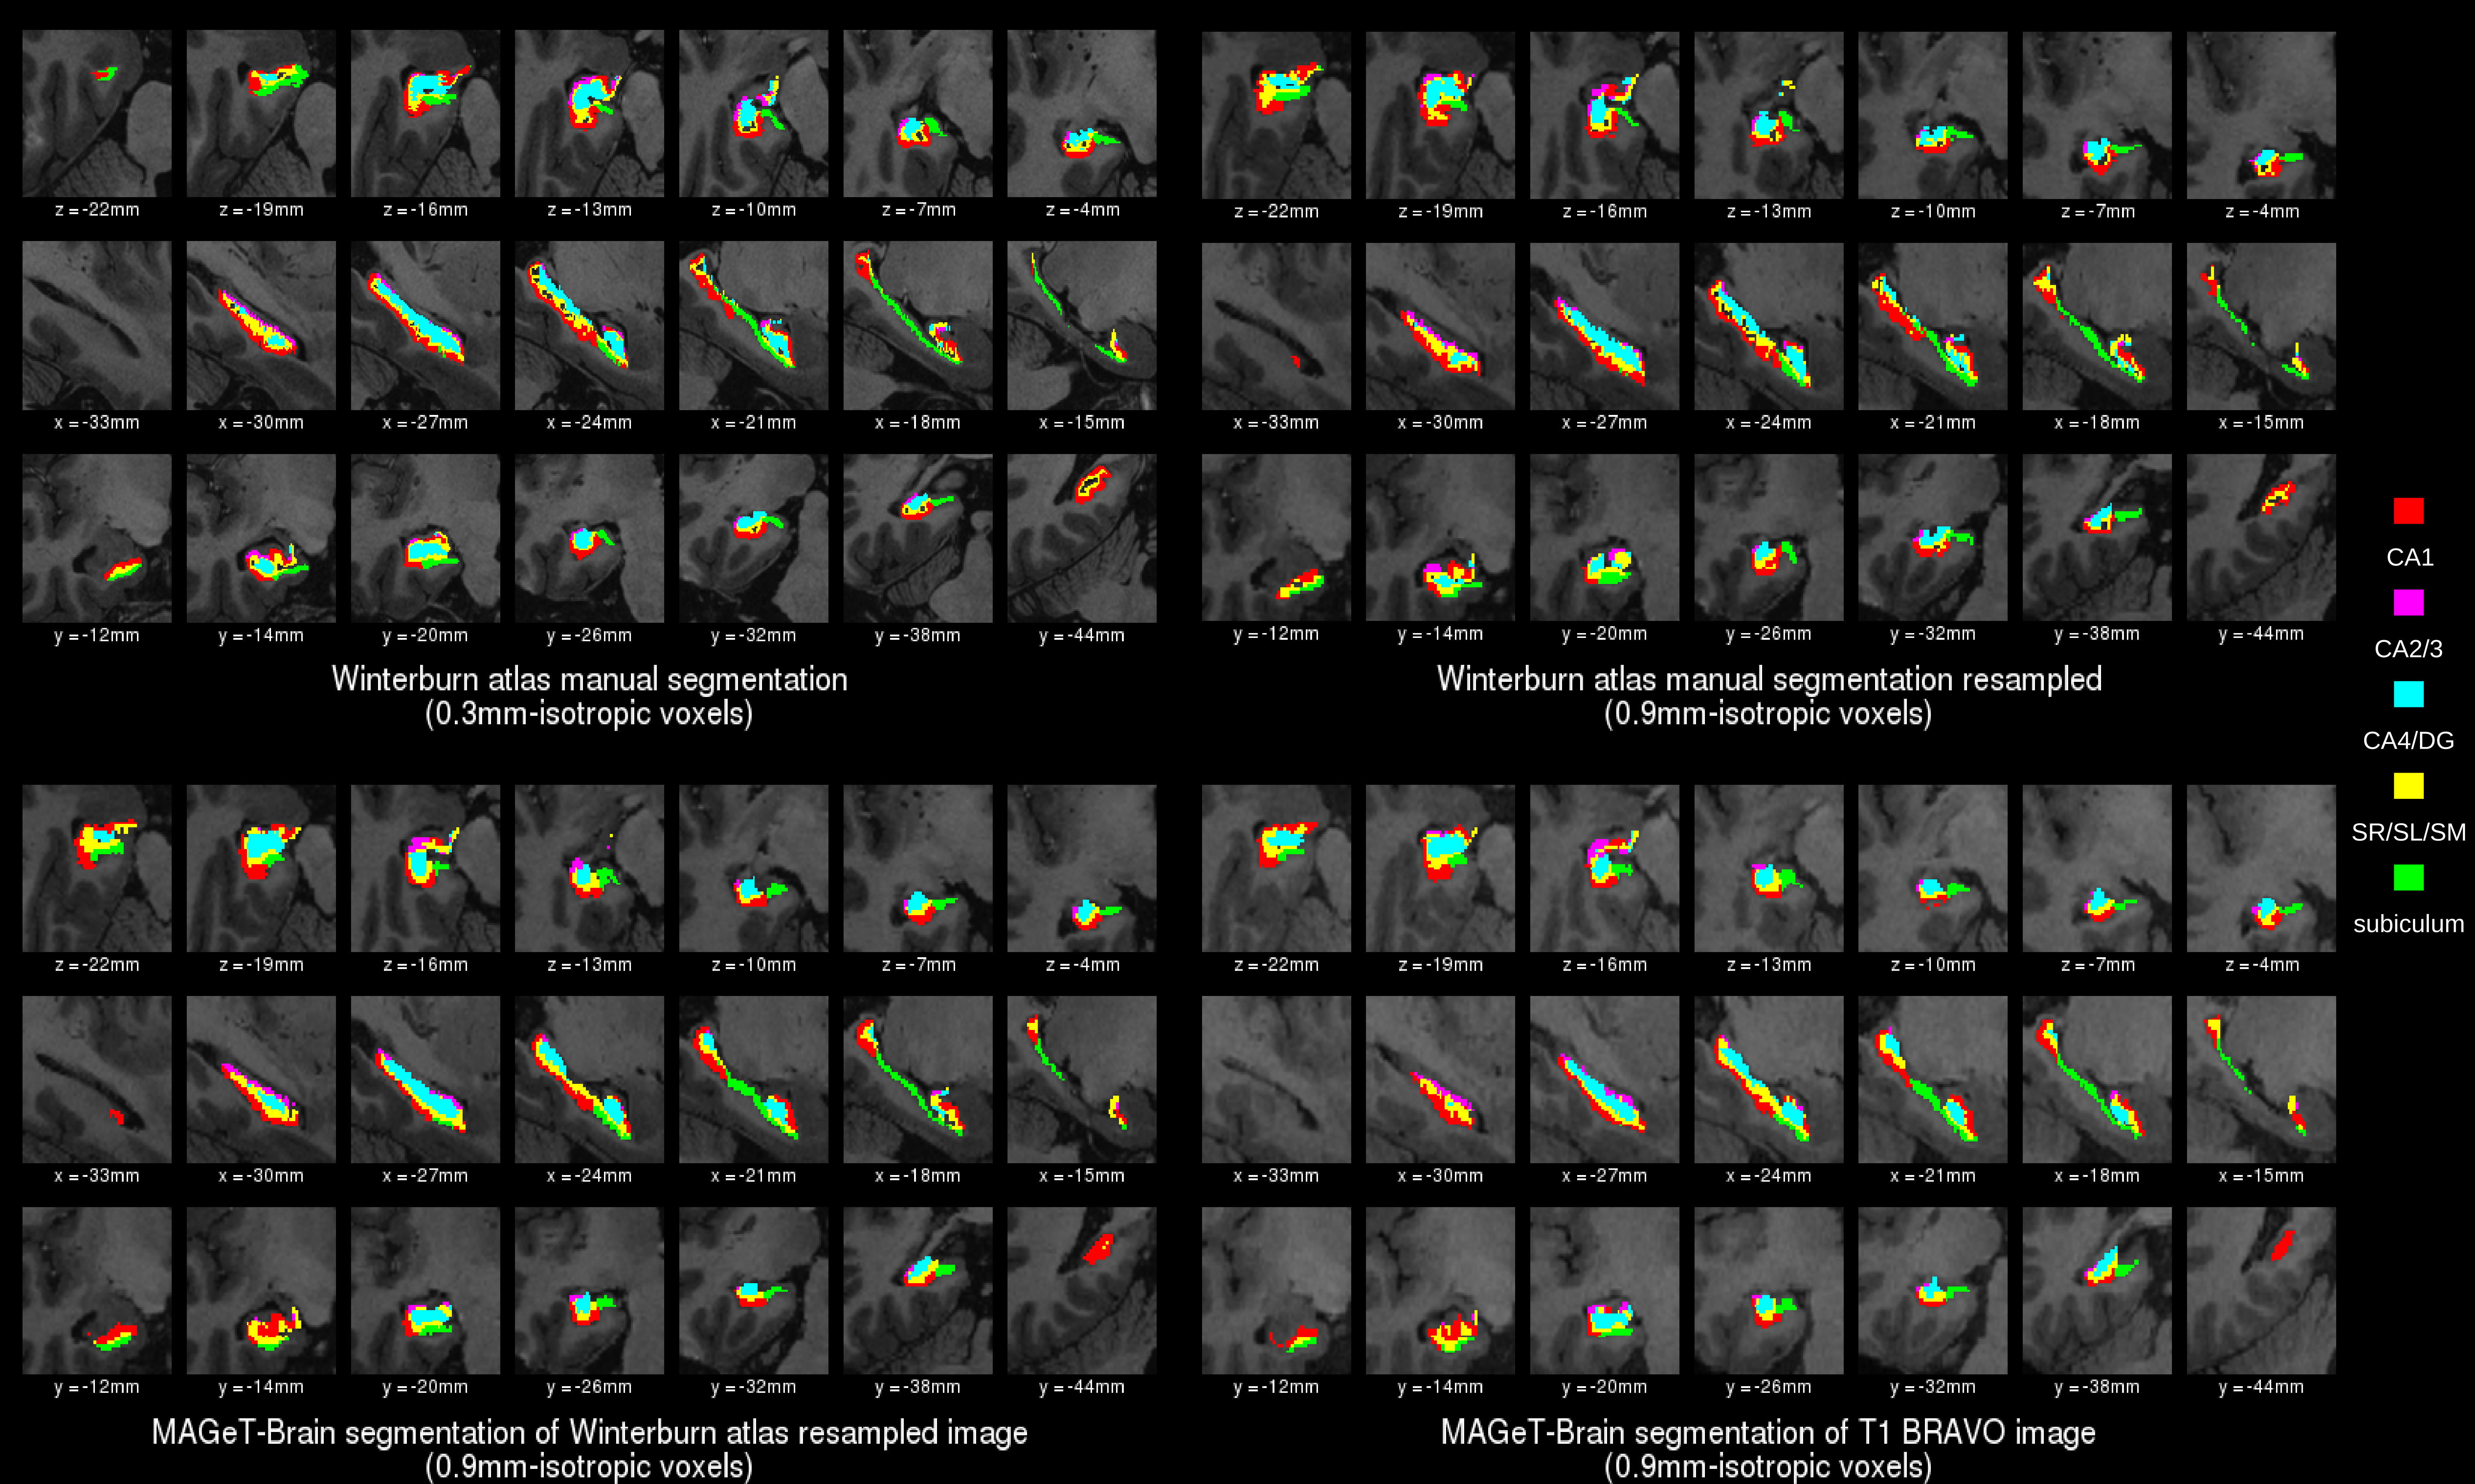 z = -22mm z = -19mm z = -16mm z = -13mm z = -10mm z = -7mm z = -4mm
x = -33mm x = -30mm x = -27mm x = -24mm x = -21mm x = -18mm x = -15mm
y = -12mm y = -14mm y = -20mm y = -26mm y = -32mm y = -38mm y = -44mm
Winterburn atlas manual segmentation
(0.3mm-isotropic voxels)
z = -22mm z = -19mm z = -16mm z = -13mm z = -10mm z = -7mm z = -4mm
x = -33mm x = -30mm x = -27mm x = -24mm x = -21mm x = -18mm x = -15mm
y = -12mm y = -14mm y = -20mm y = -26mm y = -32mm y = -38mm y = -44mm
Winterburn atlas manual segmentation resampled
(0.9mm-isotropic voxels)
z = -22mm z = -19mm z = -16mm z = -13mm z = -10mm z = -7mm z = -4mm
x = -33mm x = -30mm x = -27mm x = -24mm x = -21mm x = -18mm x = -15mm
y = -12mm y = -14mm y = -20mm y = -26mm y = -32mm y = -38mm y = -44mm
MAGeT-Brain segmentation of Winterburn atlas resampled image
(0.9mm-isotropic voxels)
z = -22mm z = -19mm z = -16mm z = -13mm z = -10mm z = -7mm z = -4mm
x = -33mm x = -30mm x = -27mm x = -24mm x = -21mm x = -18mm x = -15mm
y = -12mm y = -14mm y = -20mm y = -26mm y = -32mm y = -38mm y = -44mm
MAGeT-Brain segmentation of T1 BRAVO image
(0.9mm-isotropic voxels)
CA1
CA2/3
CA4/DG
SR/SL/SM
subiculum